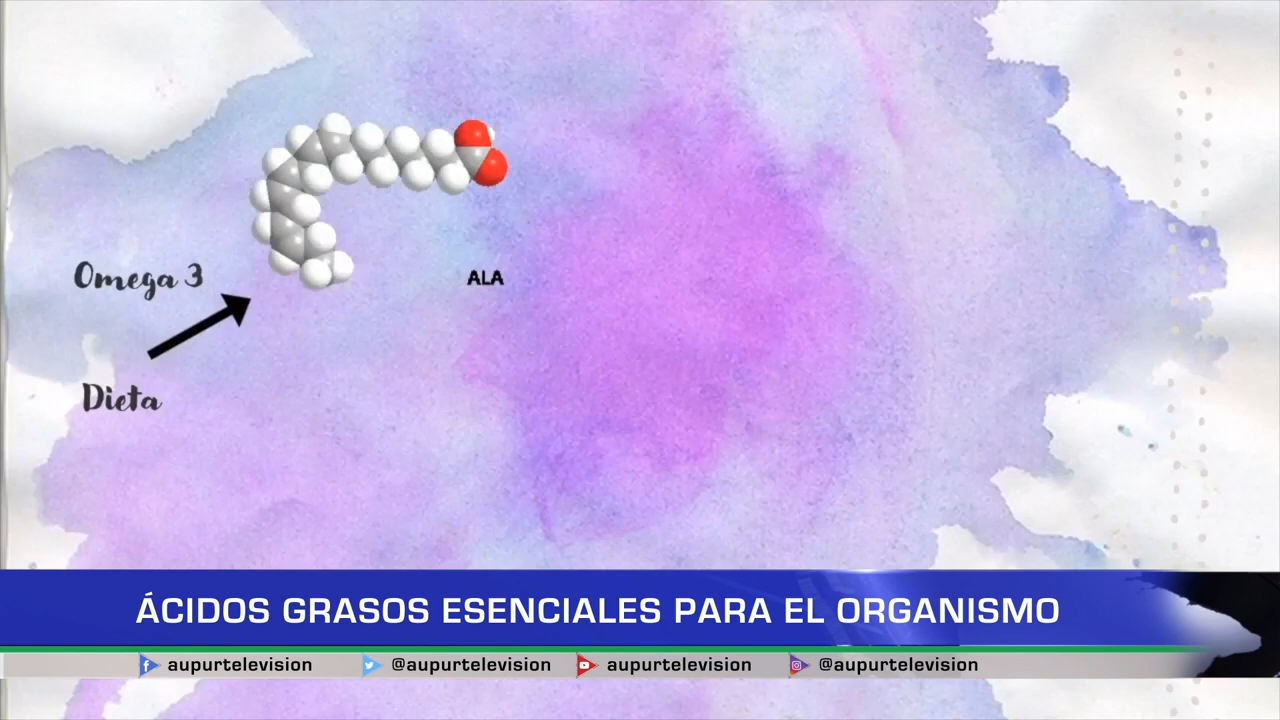 Omega 3
ALA
Dieta
ÁCIDOS GRASOS ESENCIALES PARA EL ORGANISMO
aupurtelevision @aupurtelevision aupurtelevision @aupurtelevision